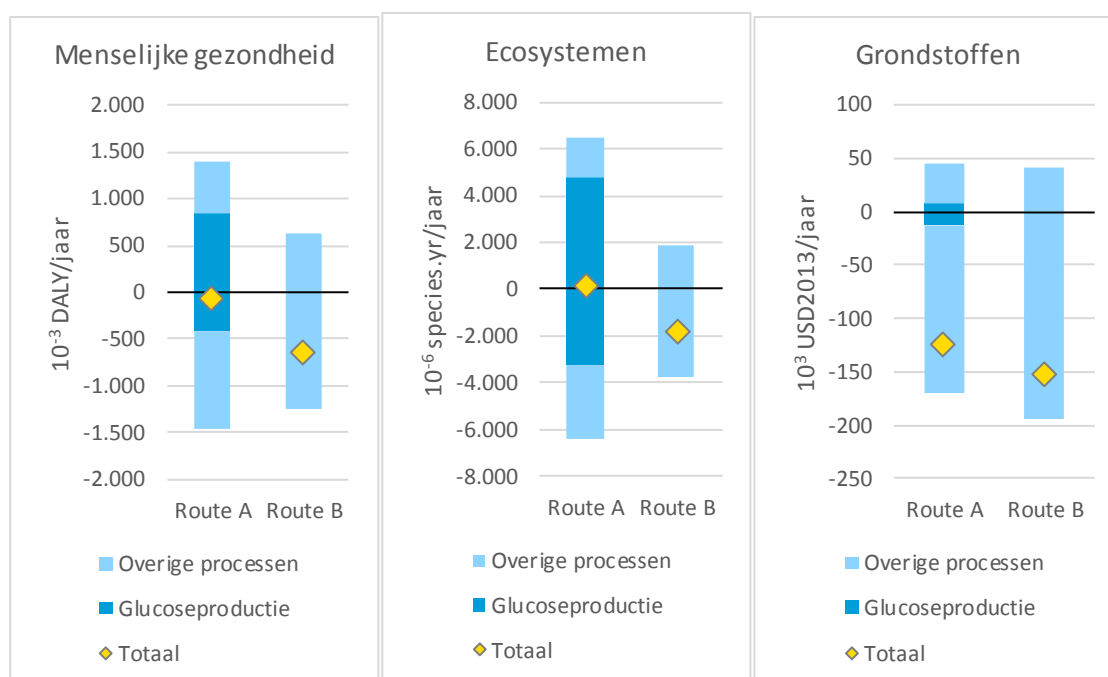 Menselijke gezondheid
10⁻³ DALY/jaar
2.000
1.500
1.000
500
0
-500
-1.000
-1.500
-2.000
Route A Route B
Overige processen
Glucoseproductie
Totaal
Ecosystemen
10⁻⁶ species.yr/jaar
8.000
6.000
4.000
2.000
0
-2.000
-4.000
-6.000
-8.000
Route A Route B
Overige processen
Glucoseproductie
Totaal
Grondstoffen
10³ USD2013/jaar
100
50
0
-50
-100
-150
-200
-250
Route A Route B
Overige processen
Glucoseproductie
Totaal